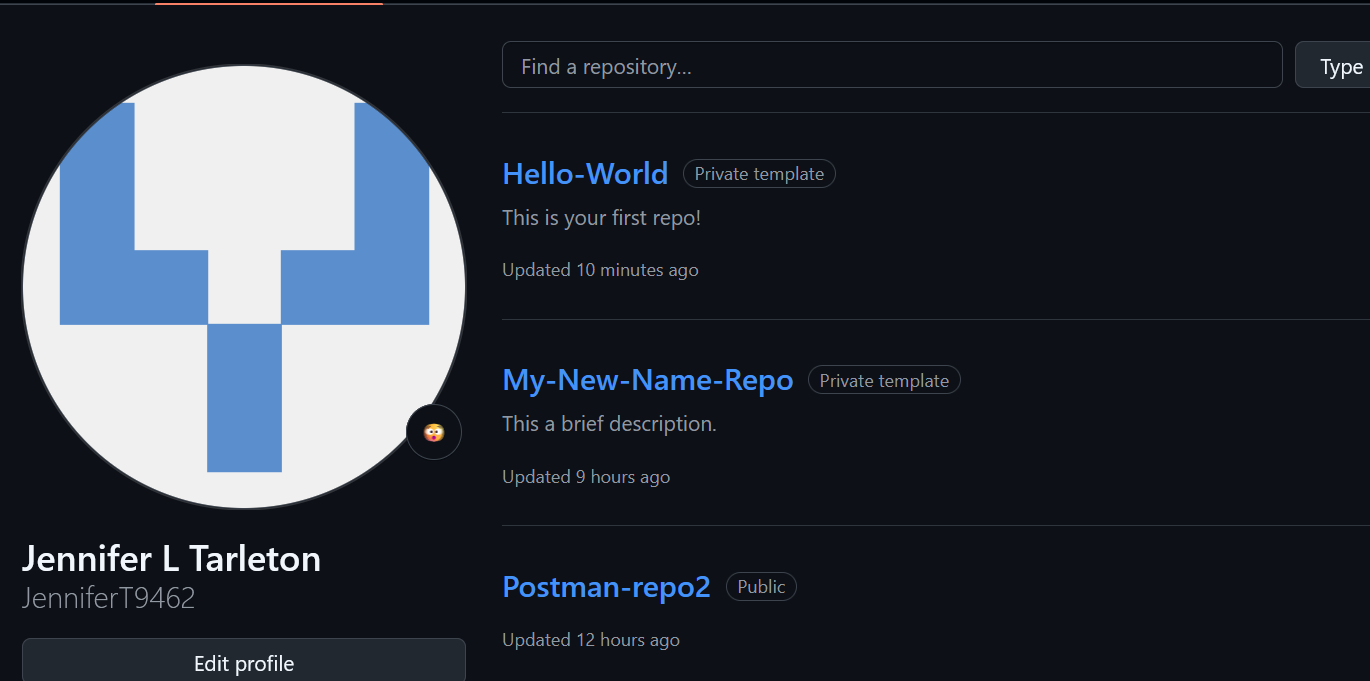 Find a repository...
Type
Hello-World
Private template
This is your first repo!
Updated 10 minutes ago
My-New-Name-Repo
Private template
This a brief description.
Updated 9 hours ago
Postman-repo2
Public
Updated 12 hours ago
Jennifer L Tarleton
JenniferT9462
Edit profile